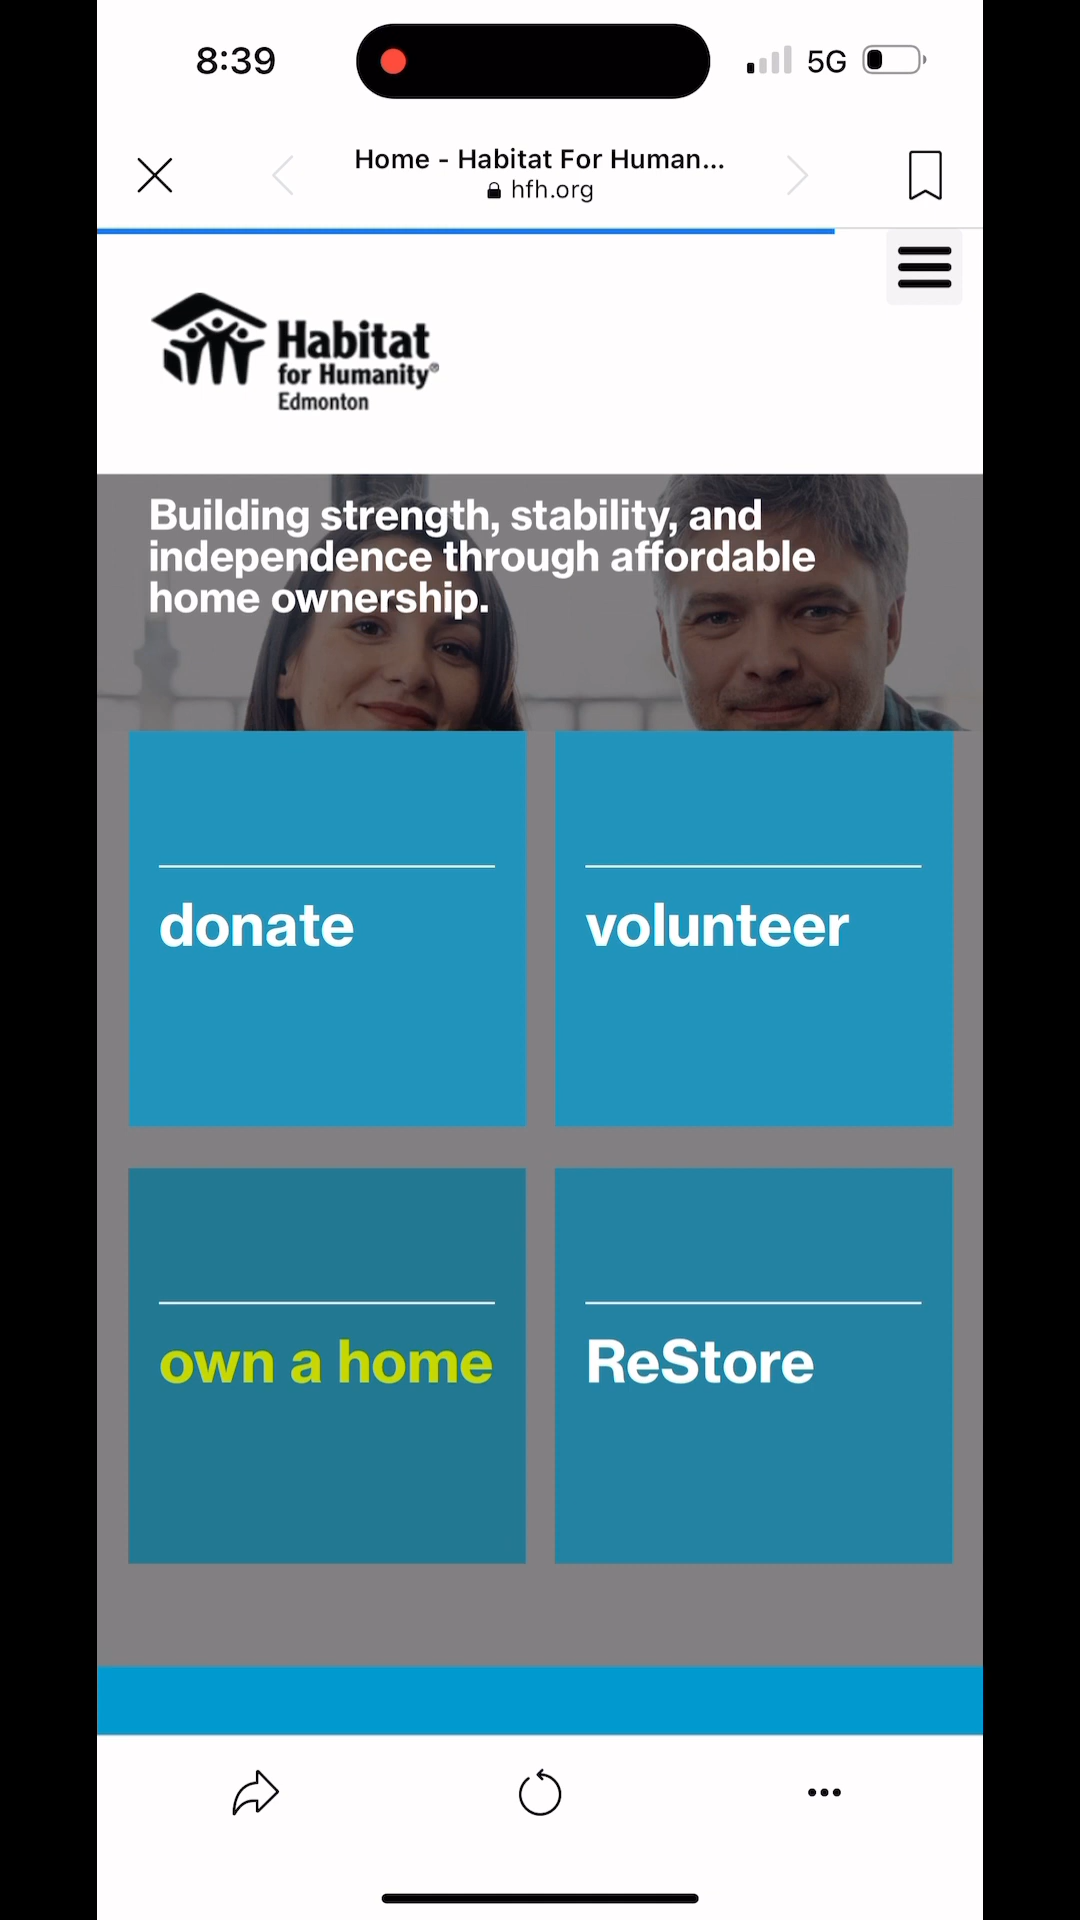 8:39
5G
Home - Habitat For Human...
hfh.org
Habitat
for Humanity®
Edmonton
Building strength, stability, and
independence through affordable
home ownership.
donate
volunteer
own a home
ReStore